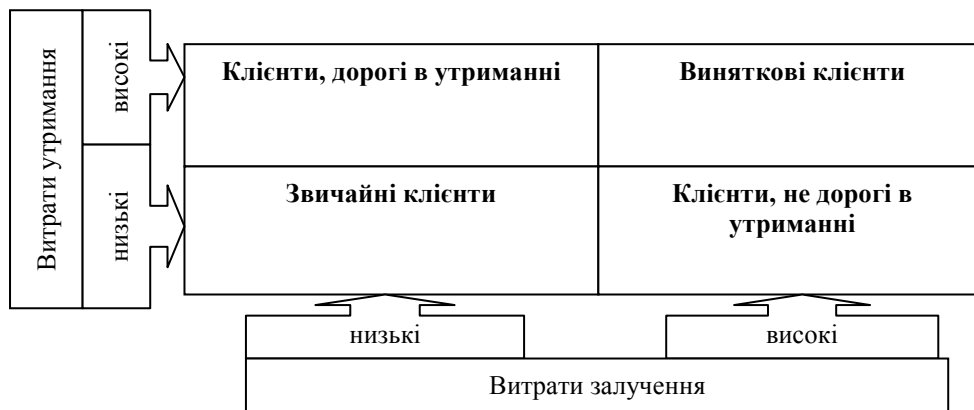 Витрати утримання
високі
низькі
Клієнти, дорогі в утриманні
Виняткові клієнти
Звичайні клієнти
Клієнти, не дорогі в
утриманні
низькі
високі
Витрати залучення